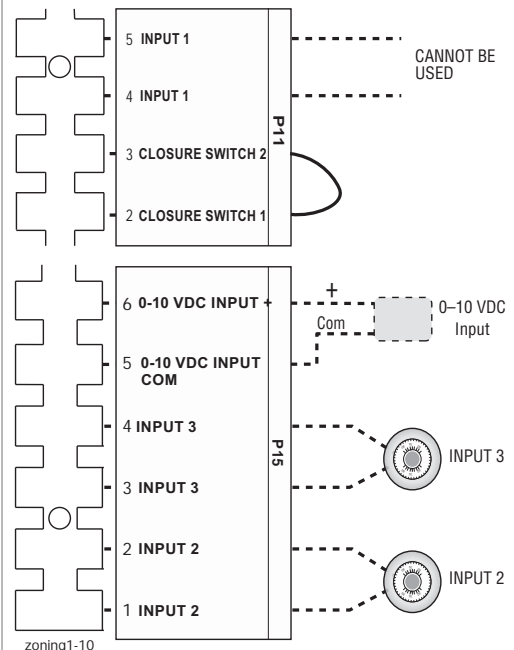 5 INPUT 1
CANNOT BE
USED
4 INPUT 1
P11
3 CLOSURE SWITCH 2
2 CLOSURE SWITCH 1
6 0-10 VDC INPUT +
+
0–10 VDC
Input
Com
5 0-10 VDC INPUT
COM
4 INPUT 3
P15
INPUT 3
3 INPUT 3
2 INPUT 2
INPUT 2
1 INPUT 2
zoning1-10